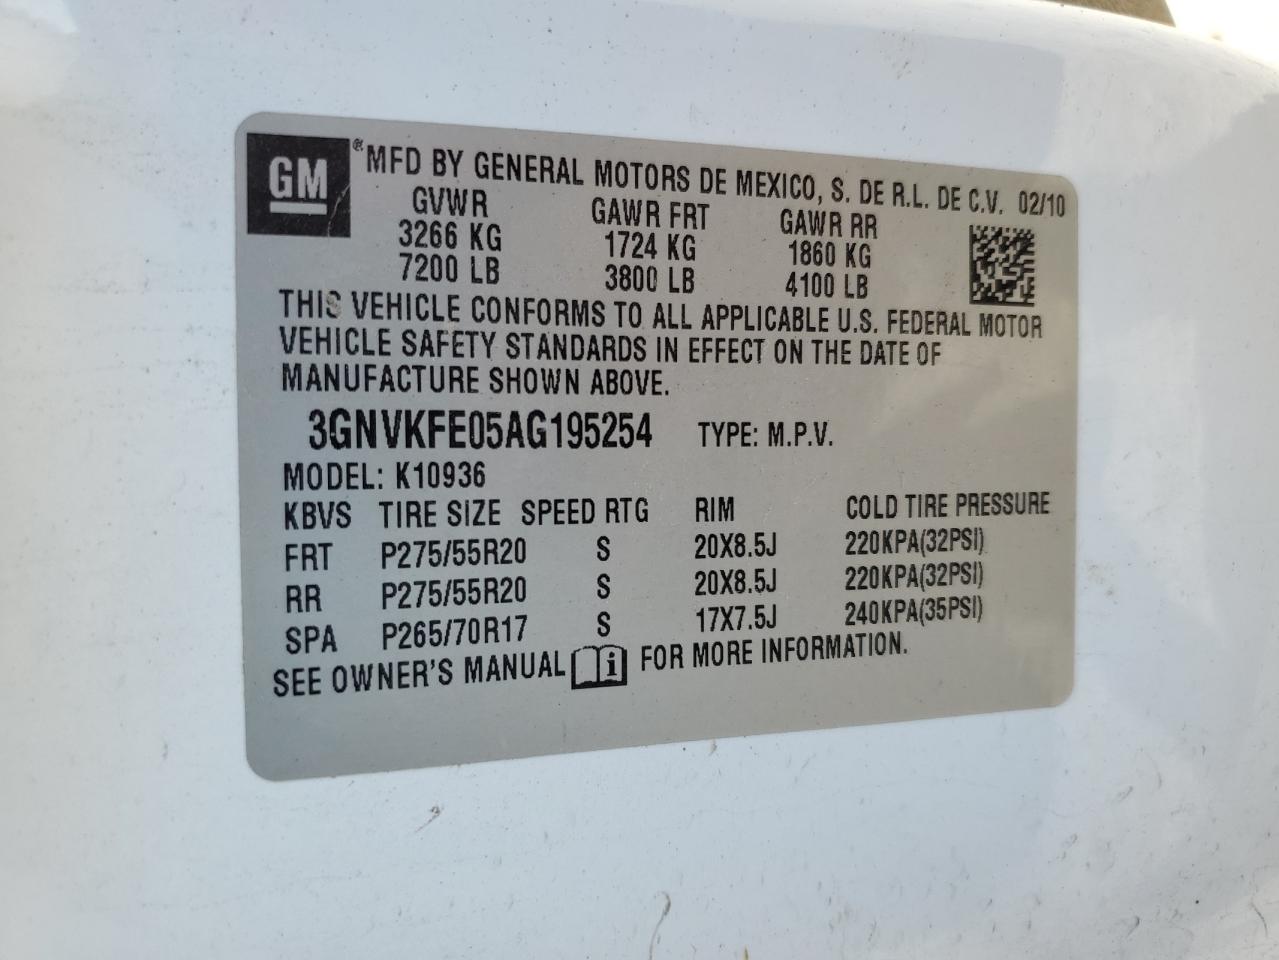 GM ® MFD BY GENERAL MOTORS DE MEXICO, S. DE R.L. DE C.V. 02/10
GVWR GAWR FRT GAWR RR
3266 KG 1724 KG 1860 KG
7200 LB 3800 LB 4100 LB
THIS VEHICLE CONFORMS TO ALL APPLICABLE U.S. FEDERAL MOTOR
VEHICLE SAFETY STANDARDS IN EFFECT ON THE DATE OF
MANUFACTURE SHOWN ABOVE.
3GNVKFE05AG195254 TYPE: M.P.V.
MODEL: K10936
KBVS TIRE SIZE SPEED RTG RIM COLD TIRE PRESSURE
FRT P275/55R20 S 20X8.5J 220KPA(32PSI)
RR P275/55R20 S 20X8.5J 220KPA(32PSI)
SPA P265/70R17 S 17X7.5J 240KPA(35PSI)
SEE OWNER'S MANUAL i FOR MORE INFORMATION.